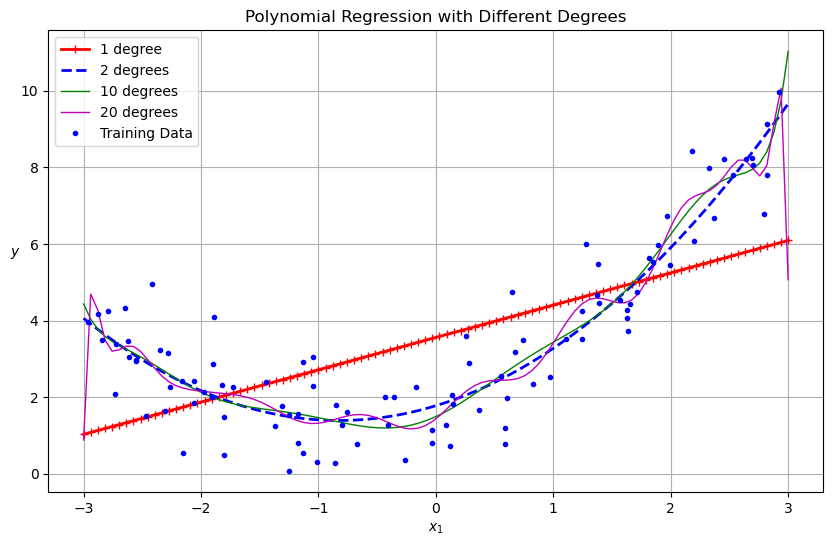 Polynomial Regression with Different Degrees
1 degree
2 degrees
10 degrees
20 degrees
Training Data
10
8
6
4
2
0
y
−3
−2
−1
0
1
2
3
x₁